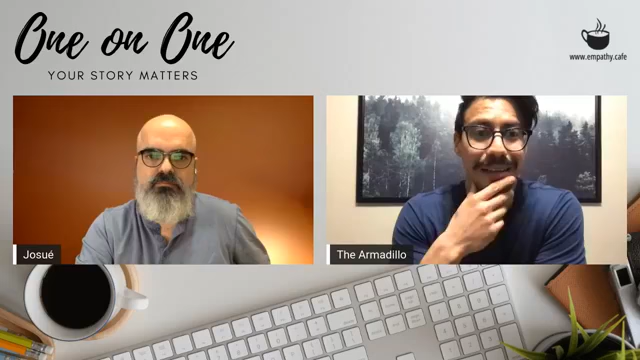 One on One
YOUR STORY MATTERS
www.empathy.cafe
Josué
The Armadillo